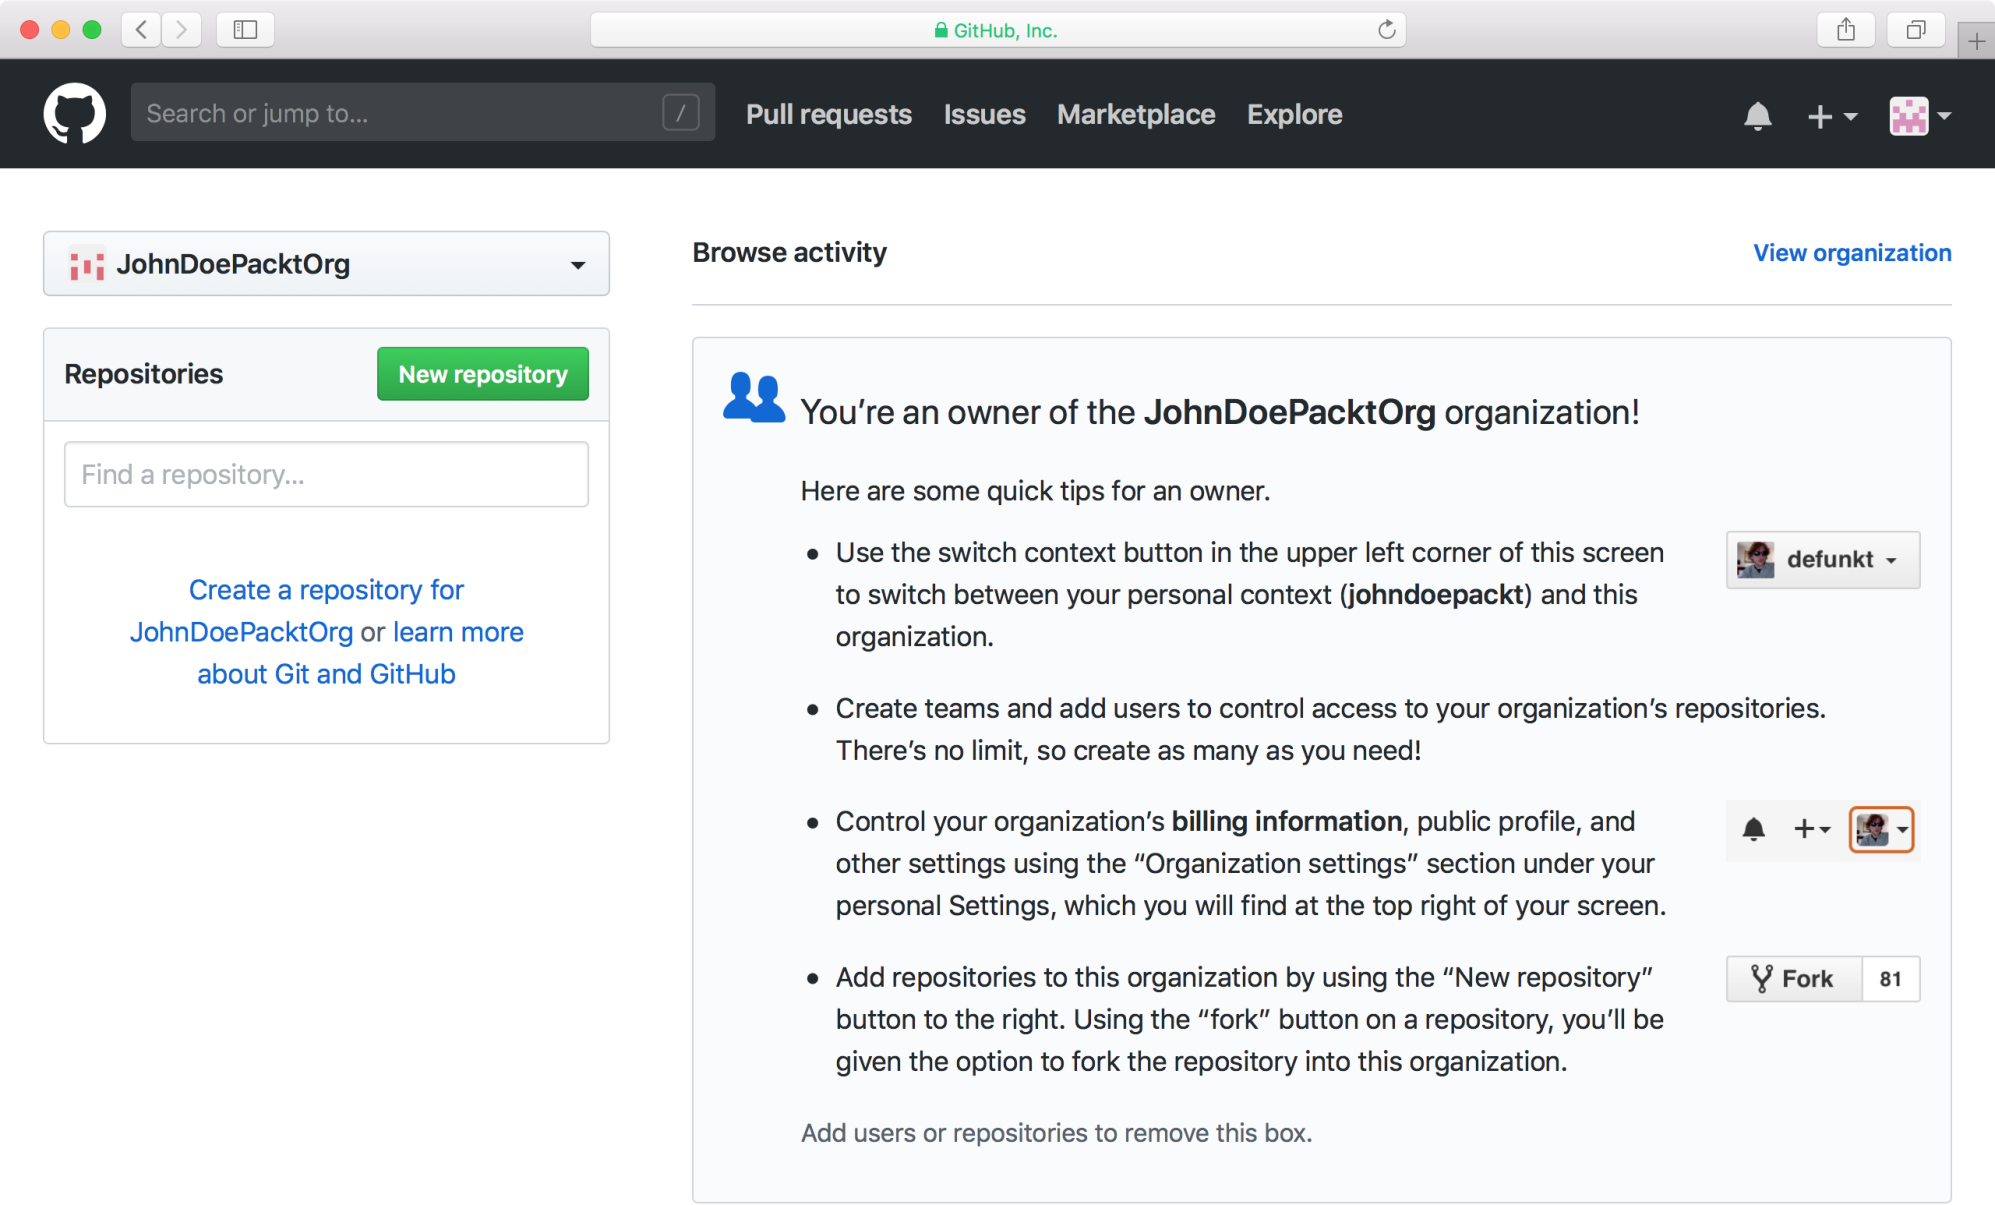 GitHub, Inc.
Search or jump to...
/
Pull requests
Issues
Marketplace
Explore
JohnDoePacktOrg
Repositories
New repository
Find a repository...
Create a repository for
JohnDoePacktOrg or learn more
about Git and GitHub
Browse activity
View organization
You’re an owner of the JohnDoePacktOrg organization!
Here are some quick tips for an owner.
Use the switch context button in the upper left corner of this screen
to switch between your personal context (johndoepackt) and this
organization.
defunkt
Create teams and add users to control access to your organization’s repositories.
There’s no limit, so create as many as you need!
Control your organization’s billing information, public profile, and
other settings using the “Organization settings” section under your
personal Settings, which you will find at the top right of your screen.
Add repositories to this organization by using the “New repository”
button to the right. Using the “fork” button on a repository, you’ll be
given the option to fork the repository into this organization.
Fork 81
Add users or repositories to remove this box.